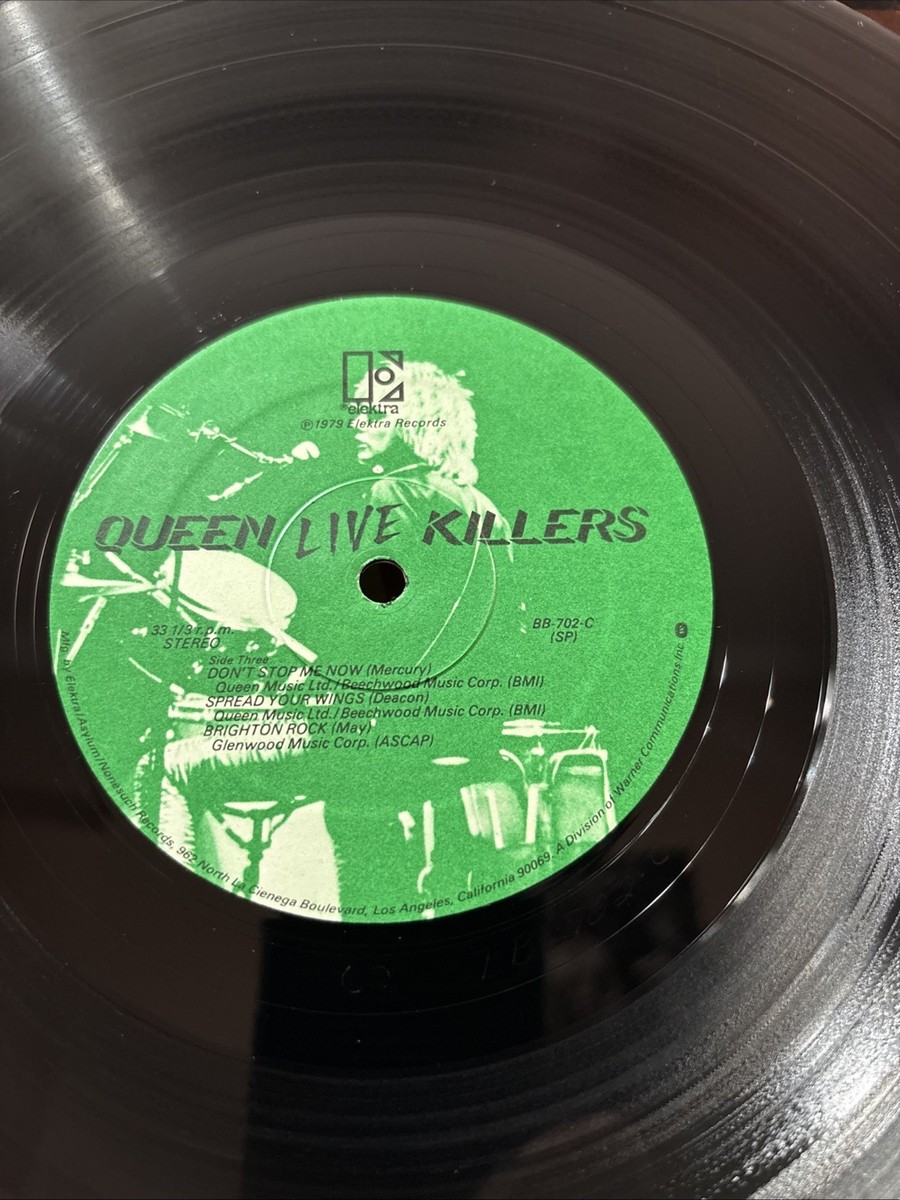 ®elektra
℗1979 Elektra Records
QUEEN LIVE KILLERS
33 1/3 r.p.m.
STEREO
BB-702-C
(SP)
Side Three
DON'T STOP ME NOW (Mercury)
Queen Music Ltd./Beechwood Music Corp. (BMI)
SPREAD YOUR WINGS (Deacon)
Queen Music Ltd./Beechwood Music Corp. (BMI)
BRIGHTON ROCK (May)
Glenwood Music Corp. (ASCAP)
Mfg. by Elektra/Asylum/Nonesuch Records, 962 North La Cienega Boulevard, Los Angeles, California 90069. A Division of Warner Communications Inc.